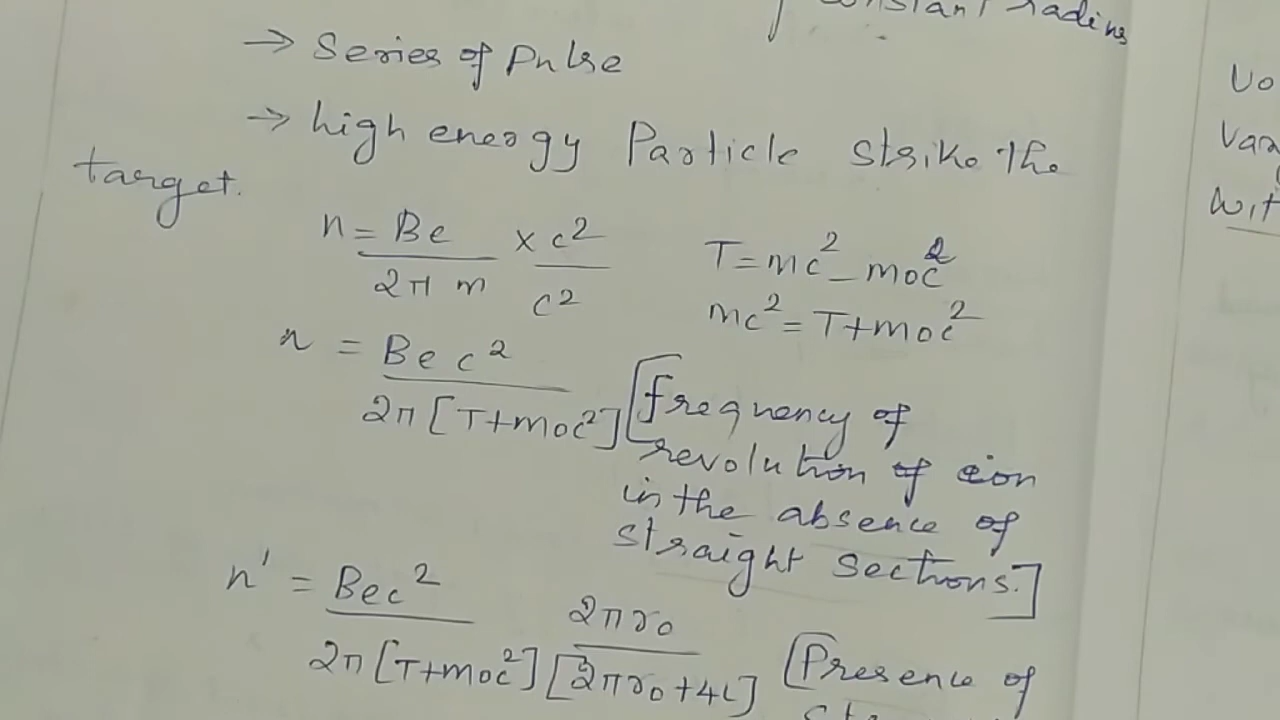 constant radius
→ Series of Pulse
→ high energy Particle strike the
target.
n = Be / 2π m × c² / c²
T = mc² – moc²
mc² = T + moc²
n = Bec² / 2π [T + moc²] [frequency of
revolution of ion
in the absence of
straight sections.]
n' = Bec² / 2π [T + moc²] 2πr0 / [2πr0 + 4L] [Presence of